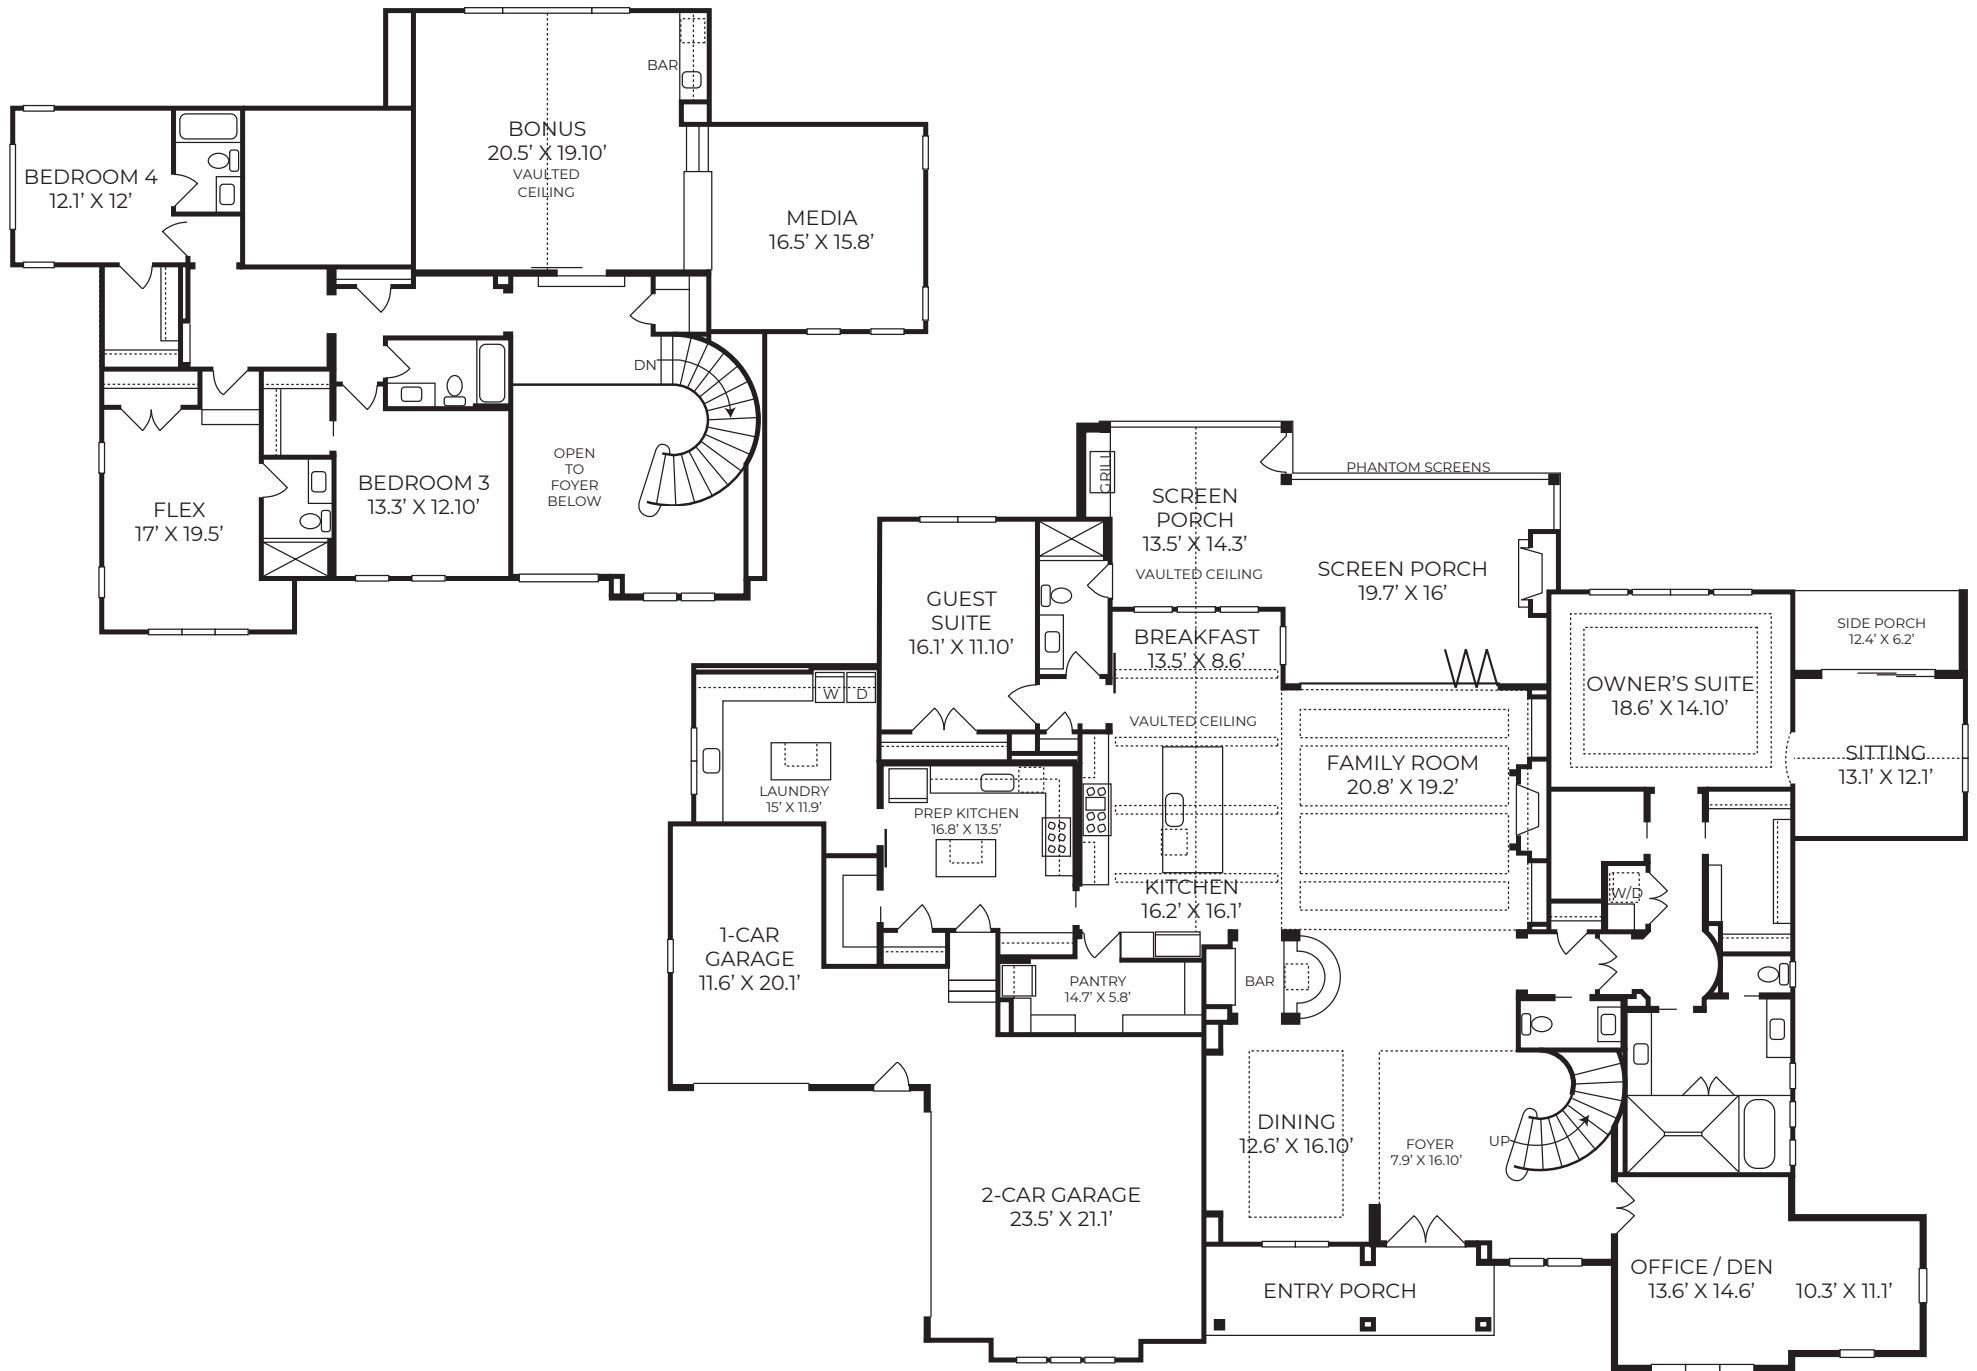 BAR
BONUS
20.5’ X 19.10’
VAULTED
CEILING
BEDROOM 4
12.1’ X 12’
MEDIA
16.5’ X 15.8’
DN
OPEN
TO
FOYER
BELOW
BEDROOM 3
13.3’ X 12.10’
FLEX
17’ X 19.5’
GRILL
PHANTOM SCREENS
SCREEN
PORCH
13.5’ X 14.3’
VAULTED CEILING
SCREEN PORCH
19.7’ X 16’
GUEST
SUITE
16.1’ X 11.10’
BREAKFAST
13.5’ X 8.6’
SIDE PORCH
12.4’ X 6.2’
OWNER’S SUITE
18.6’ X 14.10’
W D
VAULTED CEILING
FAMILY ROOM
20.8’ X 19.2’
SITTING
13.1’ X 12.1’
LAUNDRY
15’ X 11.9’
PREP KITCHEN
16.8’ X 13.5’
KITCHEN
16.2’ X 16.1’
W/D
1-CAR
GARAGE
11.6’ X 20.1’
PANTRY
14.7’ X 5.8’
BAR
DINING
12.6’ X 16.10’
FOYER
7.9’ X 16.10’
UP
2-CAR GARAGE
23.5’ X 21.1’
ENTRY PORCH
OFFICE / DEN
13.6’ X 14.6’
10.3’ X 11.1’